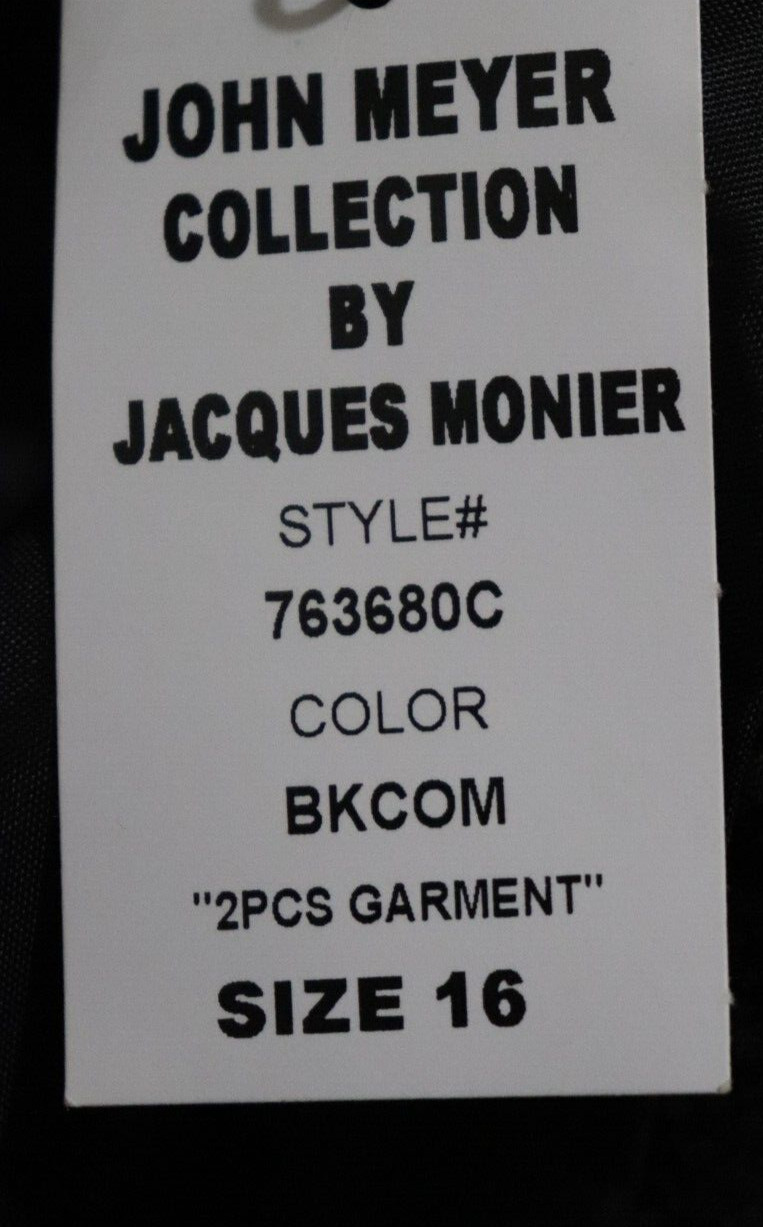 JOHN MEYER
COLLECTION
BY
JACQUES MONIER
STYLE#
763680C
COLOR
BKCOM
"2PCS GARMENT"
SIZE 16